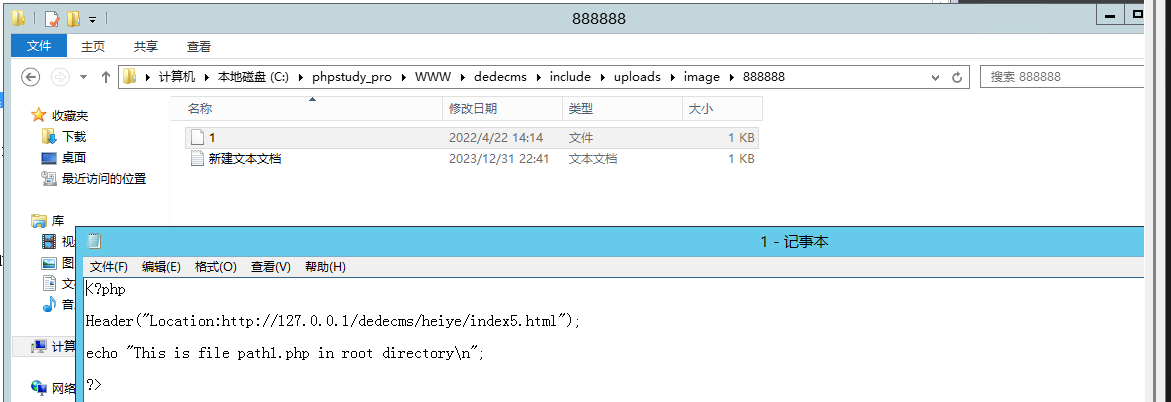 888888
文件 主页 共享 查看
计算机 本地磁盘 (C:) phpstudy_pro WWW dedecms include uploads image 888888
搜索 888888
收藏夹
下载
桌面
最近访问的位置
库
计算
网络
名称 修改日期 类型 大小
1 2022/4/22 14:14 文件 1 KB
新建文本文档 2023/12/31 22:41 文本文档 1 KB
1 - 记事本
文件(F) 编辑(E) 格式(O) 查看(V) 帮助(H)
<?php
Header("Location:http://127.0.0.1/dedecms/heiye/index5.html");
echo "This is file path1.php in root directory\n";
?>